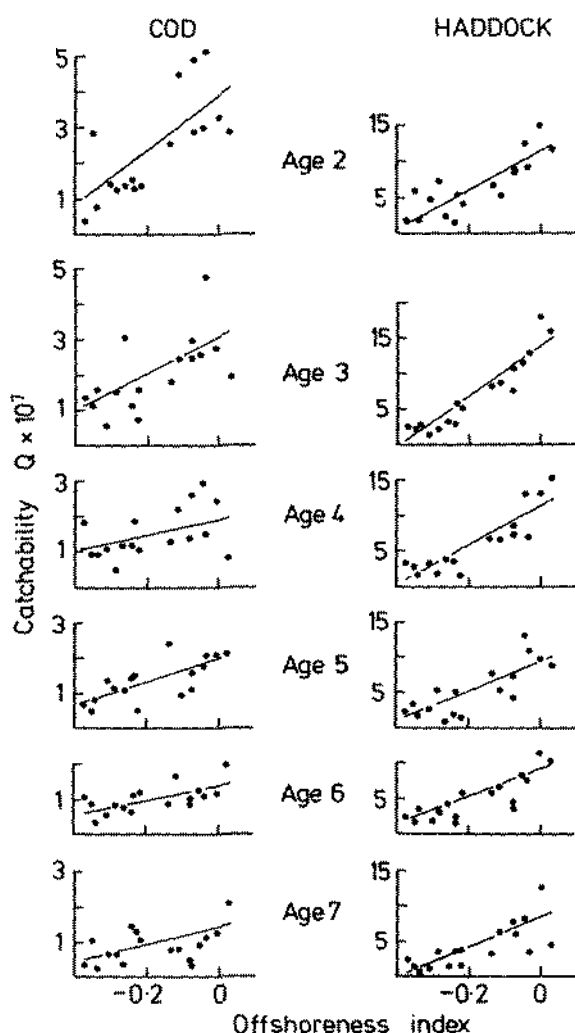 COD HADDOCK
5 15
3 Age 2 5
1
5 15
3 Age 3 5
1
3 15
1 Age 4 5
3 15
1 Age 5 5
1 Age 6 5
3 15
1 Age 7 5
-0·2 0 -0·2 0
Offshoreness index
Catchability Q × 10⁷